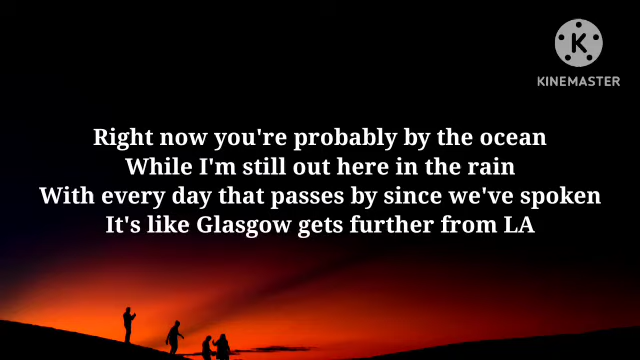 KINEMASTER
Right now you're probably by the ocean
While I'm still out here in the rain
With every day that passes by since we've spoken
It's like Glasgow gets further from LA